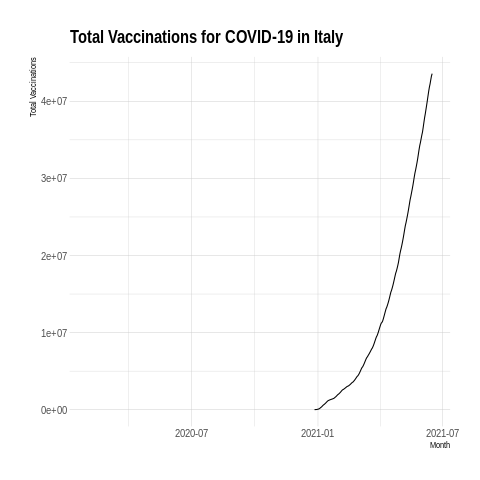 Total Vaccinations for COVID-19 in Italy
Total Vaccinations
4e+07
3e+07
2e+07
1e+07
0e+00
2020-07 2021-01 2021-07
Month